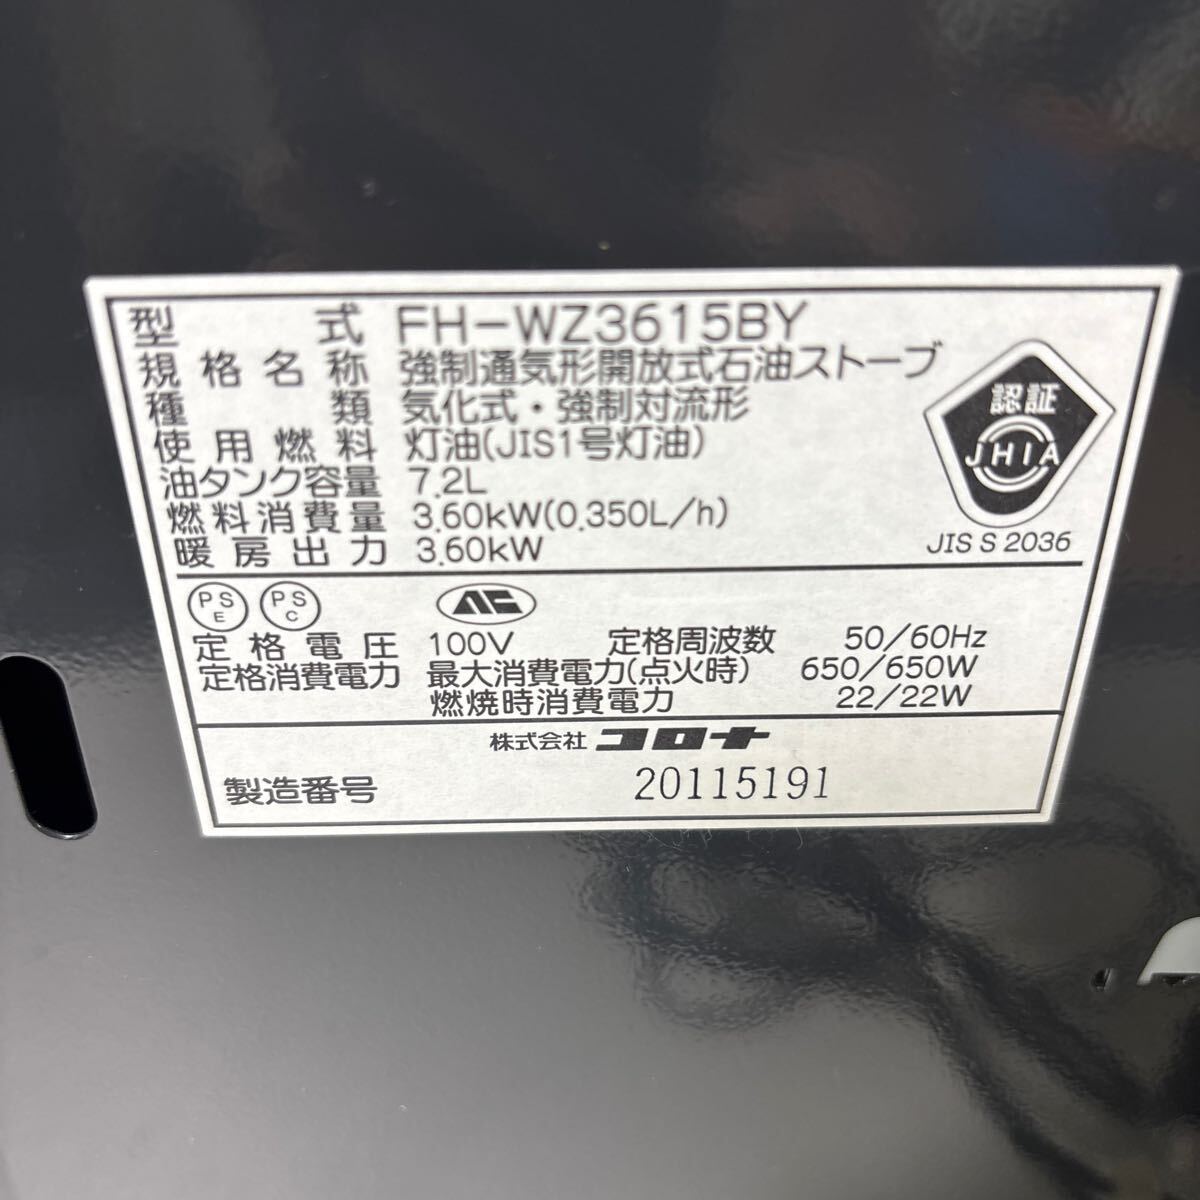 型式 FH-WZ3615BY
規格名称 強制通気形開放式石油ストーブ
種類 気化式・強制対流形
使用燃料 灯油(JIS1号灯油)
油タンク容量 7.2L
燃料消費量 3.60kW(0.350L/h)
暖房出力 3.60kW
認証
JHIA
JIS S 2036
PSE PSC
定格電圧 100V 定格周波数 50/60Hz
定格消費電力 最大消費電力(点火時) 650/650W
燃焼時消費電力 22/22W
株式会社 コロナ
製造番号 20115191